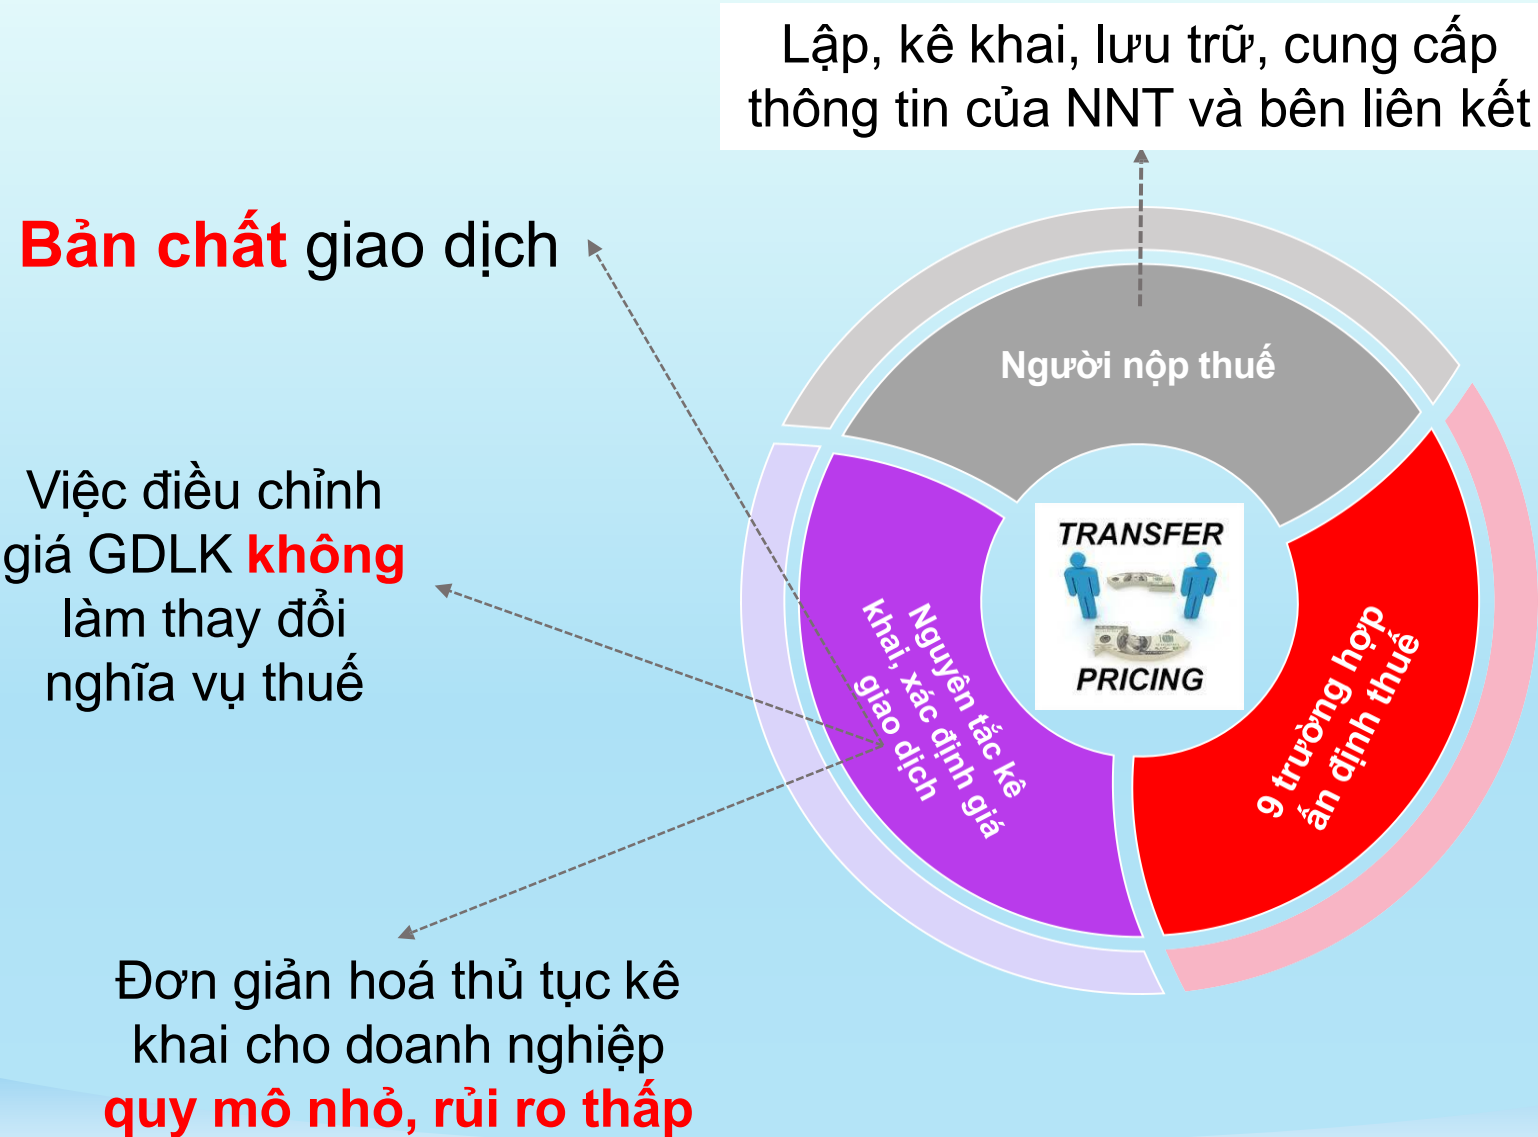 Lập, kê khai, lưu trữ, cung cấp
thông tin của NNT và bên liên kết
Bản chất giao dịch
Người nộp thuế
Việc điều chỉnh
giá GDLK không
làm thay đổi
nghĩa vụ thuế
TRANSFER
PRICING
Nguyên tắc kê
khai, xác định giá
giao dịch
9 trường hợp
ấn định thuế
Đơn giản hoá thủ tục kê
khai cho doanh nghiệp
quy mô nhỏ, rủi ro thấp